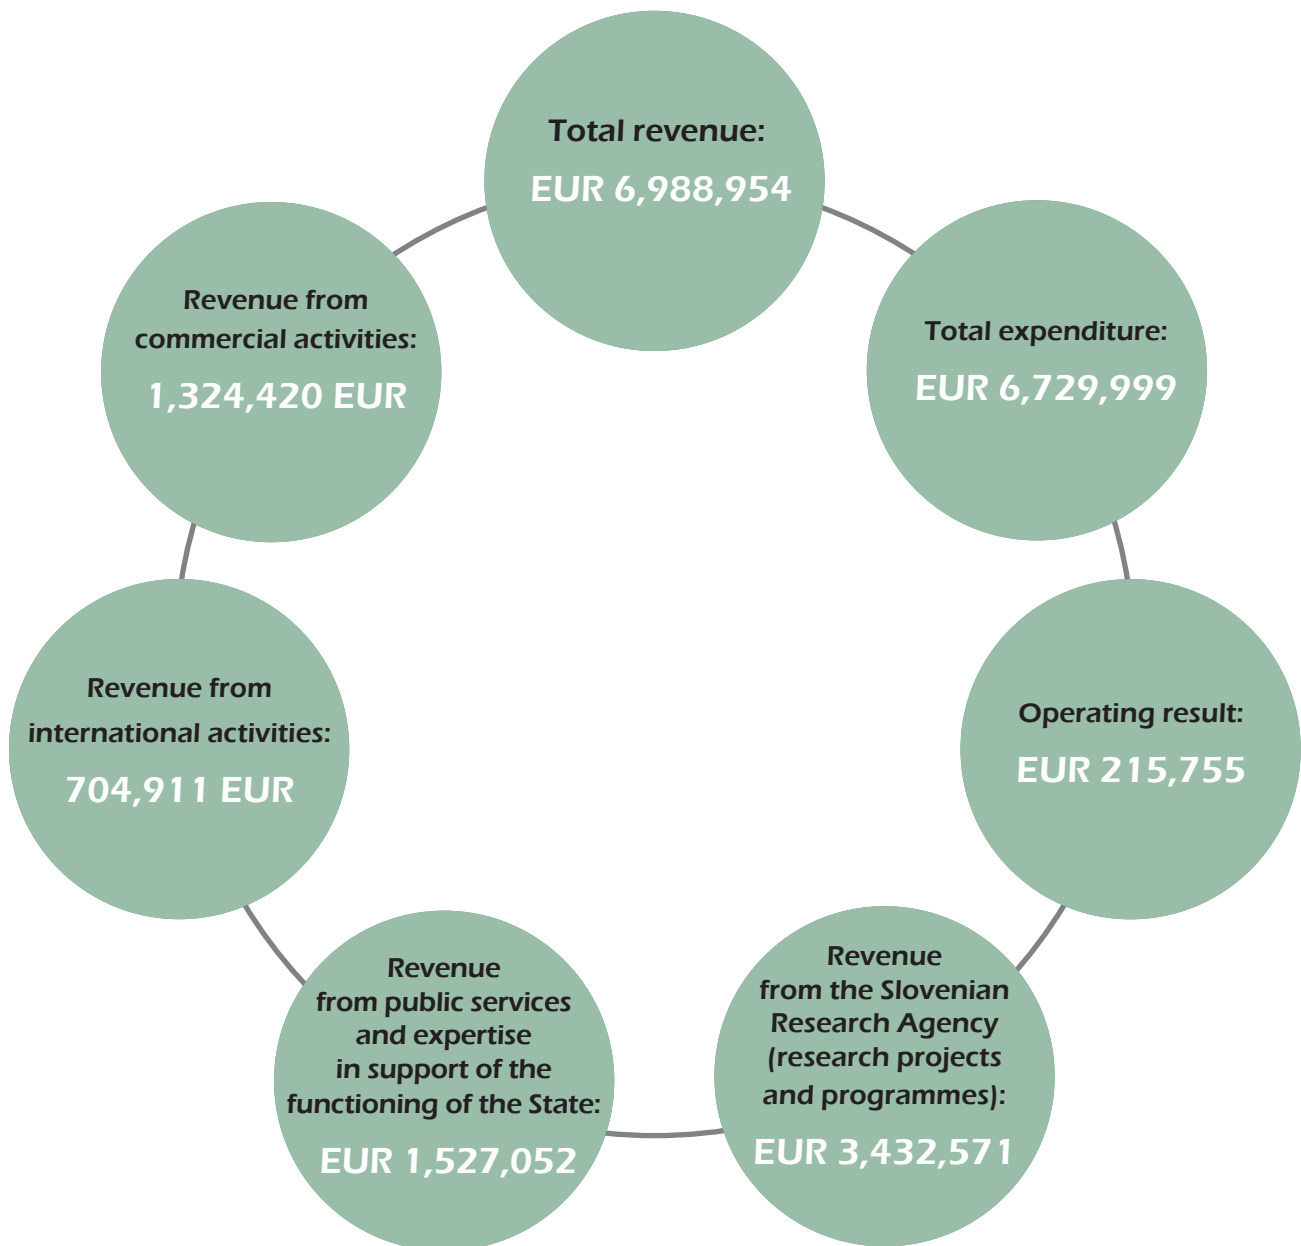 Total revenue:
EUR 6,988,954
Total expenditure:
EUR 6,729,999
Operating result:
EUR 215,755
Revenue
from the Slovenian
Research Agency
(research projects
and programmes):
EUR 3,432,571
Revenue
from public services
and expertise
in support of the
functioning of the State:
EUR 1,527,052
Revenue from
international activities:
704,911 EUR
Revenue from
commercial activities:
1,324,420 EUR